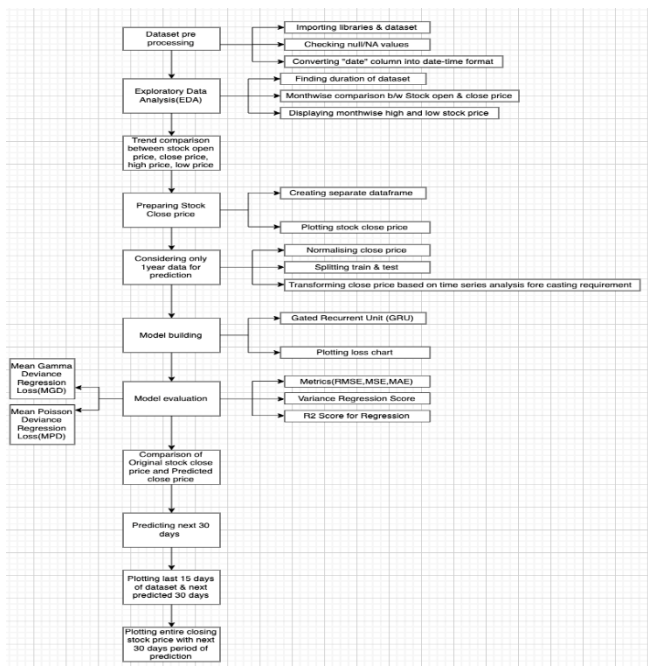 Dataset pre
processing
Importing libraries & dataset
Checking null/NA values
Converting "date" column into date-time format
Exploratory Data
Analysis(EDA)
Finding duration of dataset
Monthwise comparison b/w Stock open & close price
Displaying monthwise high and low stock price
Trend comparison
between stock open
price, close price,
high price, low price
Preparing Stock
Close price
Creating separate dataframe
Plotting stock close price
Considering only
1year data for
prediction
Normalising close price
Splitting train & test
Transforming close price based on time series analysis fore casting requirement
Model building
Gated Recurrent Unit (GRU)
Plotting loss chart
Mean Gamma
Deviance
Regression
Loss(MGD)
Mean Poisson
Deviance
Regression
Loss(MPD)
Model evaluation
Metrics(RMSE,MSE,MAE)
Variance Regression Score
R2 Score for Regression
Comparison of
Original stock close
price and Predicted
close price
Predicting next 30
days
Plotting last 15 days
of dataset & next
predicted 30 days
Plotting entire closing
stock price with next
30 days period of
prediction